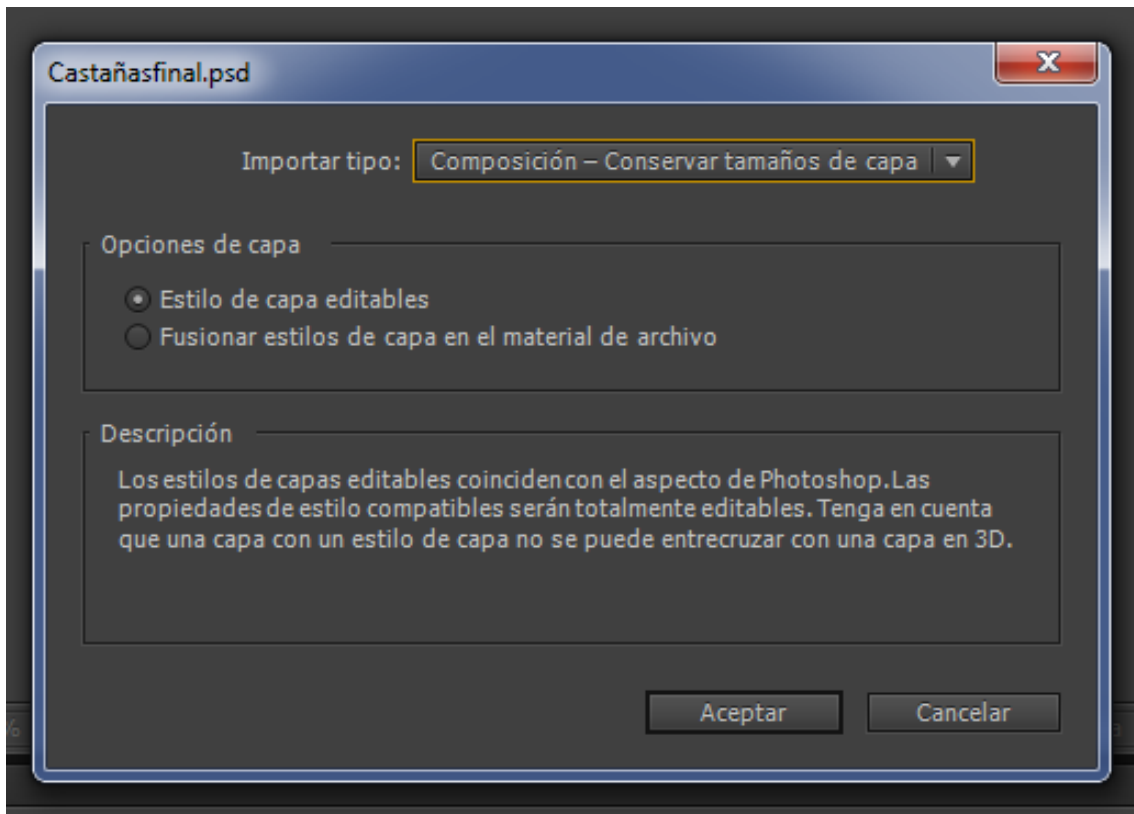 Castañasfinal.psd
Importar tipo: Composición – Conservar tamaños de capa
Opciones de capa
Estilo de capa editables
Fusionar estilos de capa en el material de archivo
Descripción
Los estilos de capas editables coinciden con el aspecto de Photoshop. Las
propiedades de estilo compatibles serán totalmente editables. Tenga en cuenta
que una capa con un estilo de capa no se puede entrecruzar con una capa en 3D.
Aceptar Cancelar